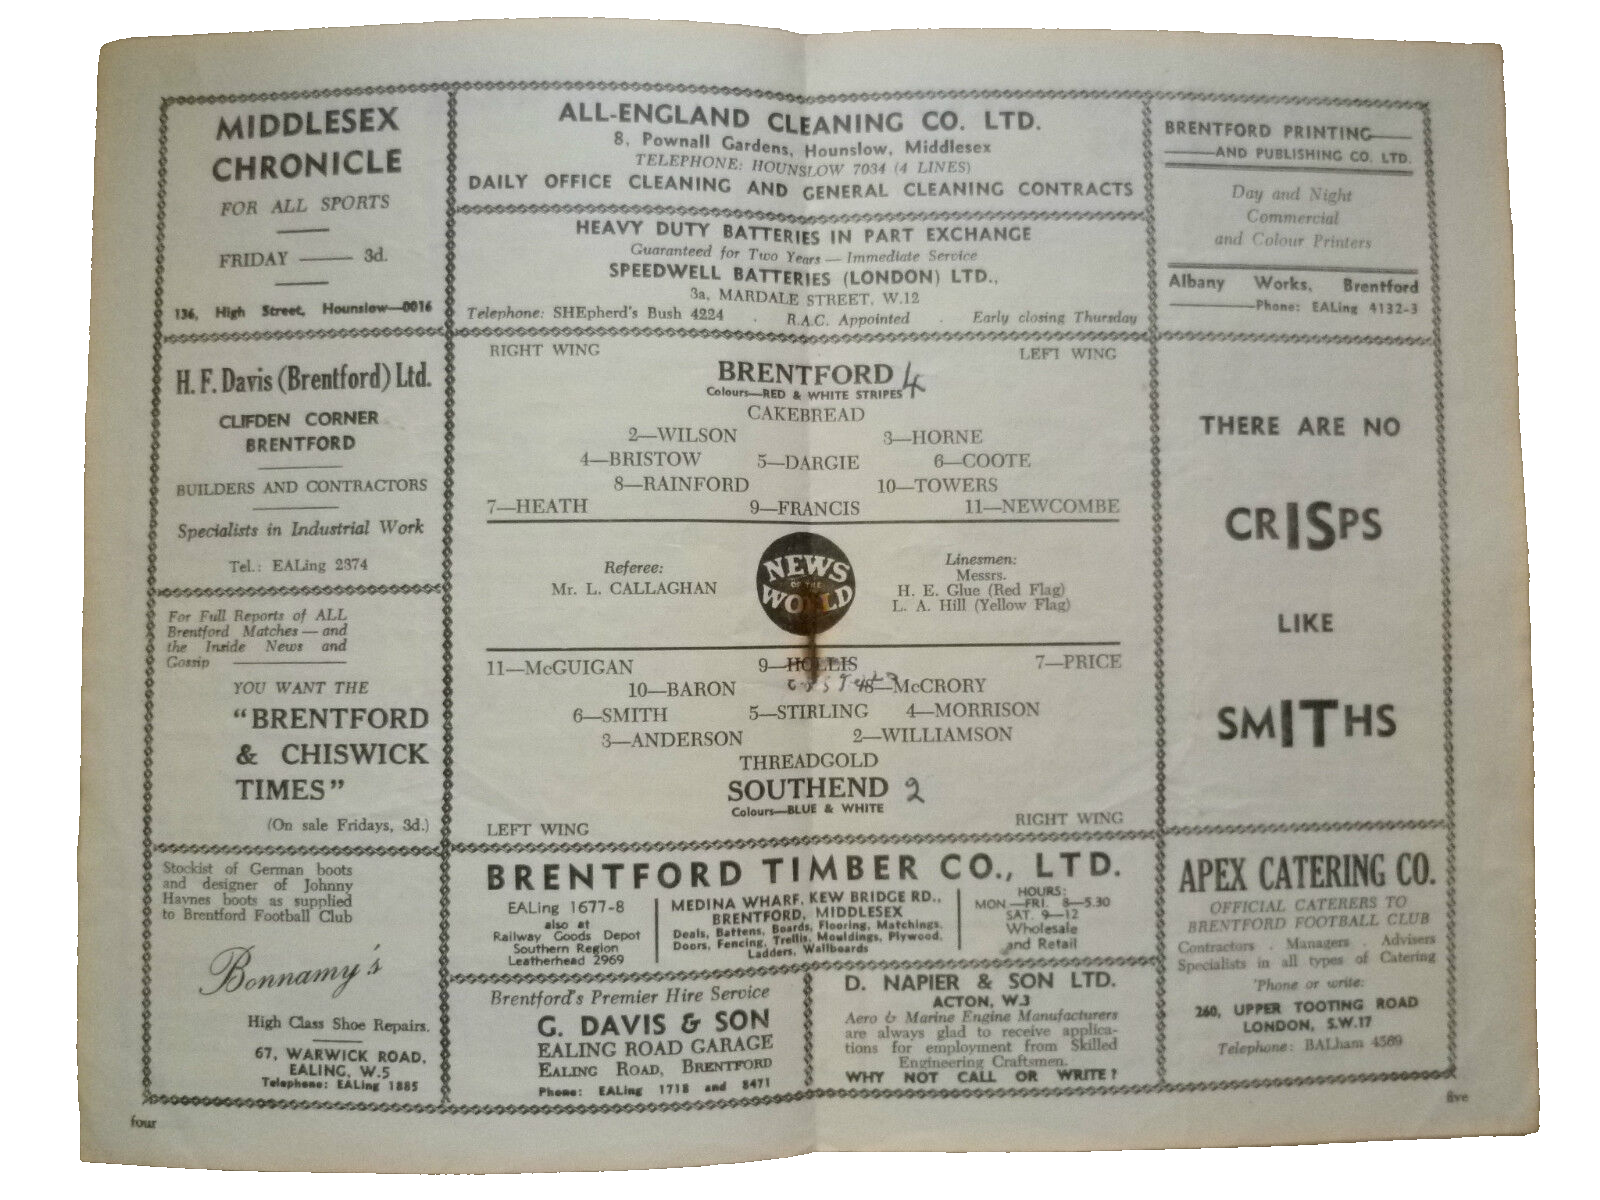 MIDDLESEX
CHRONICLE
FOR ALL SPORTS
FRIDAY —— 3d.
136, High Street, Hounslow—0016
ALL-ENGLAND CLEANING CO. LTD.
8, Pownall Gardens, Hounslow, Middlesex
TELEPHONE: HOUNSLOW 7034 (4 LINES)
DAILY OFFICE CLEANING AND GENERAL CLEANING CONTRACTS
HEAVY DUTY BATTERIES IN PART EXCHANGE
Guaranteed for Two Years — Immediate Service
SPEEDWELL BATTERIES (LONDON) LTD.,
3a, MARDALE STREET, W.12
Telephone: SHEpherd's Bush 4224 . R.A.C. Appointed . Early closing Thursday
BRENTFORD PRINTING——
——AND PUBLISHING CO. LTD.
Day and Night
Commercial
and Colour Printers
Albany Works, Brentford
——Phone: EALing 4132-3
H. F. Davis (Brentford) Ltd.
CLIFDEN CORNER
BRENTFORD
BUILDERS AND CONTRACTORS
Specialists in Industrial Work
Tel.: EALing 2374
For Full Reports of ALL
Brentford Matches — and
the Inside News and
Gossip ——
YOU WANT THE
"BRENTFORD
& CHISWICK
TIMES"
(On sale Fridays, 3d.)
Stockist of German boots
and designer of Johnny
Haynes boots as supplied
to Brentford Football Club
Bonnamy's
High Class Shoe Repairs.
67, WARWICK ROAD,
EALING, W.5
Telephone: EALing 1885
RIGHT WING LEFT WING
BRENTFORD 4
Colours—RED & WHITE STRIPES
CAKEBREAD
2—WILSON 3—HORNE
4—BRISTOW 5—DARGIE 6—COOTE
8—RAINFORD 10—TOWERS
7—HEATH 9—FRANCIS 11—NEWCOMBE
Referee:
Mr. L. CALLAGHAN
NEWS
OF THE
WORLD
Linesmen:
Messrs.
H. E. Glue (Red Flag)
L. A. Hill (Yellow Flag)
11—McGUIGAN 9—HOLLIS 7—PRICE
10—BARON 8—McCRORY
6—SMITH 5—STIRLING 4—MORRISON
3—ANDERSON 2—WILLIAMSON
THREADGOLD
SOUTHEND 2
Colours—BLUE & WHITE
LEFT WING RIGHT WING
THERE ARE NO
CRISPS
LIKE
SMITHS
BRENTFORD TIMBER CO., LTD.
EALing 1677-8
also at
Railway Goods Depot
Southern Region
Leatherhead 2969
MEDINA WHARF, KEW BRIDGE RD.,
BRENTFORD, MIDDLESEX
Deals, Battens, Boards, Flooring, Matchings,
Doors, Fencing, Trellis, Mouldings, Plywood,
Ladders, Wallboards
HOURS:
MON—FRI. 8—5.30
SAT. 9—12
Wholesale
and Retail
Brentford's Premier Hire Service
G. DAVIS & SON
EALING ROAD GARAGE
EALING ROAD, BRENTFORD
Phone: EALing 1718 and 8471
D. NAPIER & SON LTD.
ACTON, W.3
Aero & Marine Engine Manufacturers
are always glad to receive applica-
tions for employment from Skilled
Engineering Craftsmen.
WHY NOT CALL OR WRITE?
APEX CATERING CO.
OFFICIAL CATERERS TO
BRENTFORD FOOTBALL CLUB
Contractors . Managers . Advisers
Specialists in all types of Catering
'Phone or write:
260, UPPER TOOTING ROAD
LONDON, S.W.17
Telephone: BALham 4569
four
five